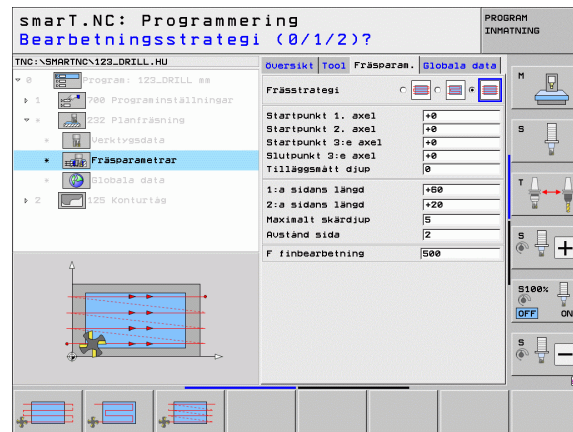 smarT.NC: Programmering
Bearbetningsstrategi (0/1/2)?
PROGRAM
INMATNING
TNC:\SMARTNC\123_DRILL.HU
0 Program: 123_DRILL mm
1 700 Programinställningar
* 232 Planfräsning
* Verktygsdata
* Fräsparametrar
* Globala data
2 125 Konturtåg
Översikt Tool Fräsparam. Globala data
Frässtrategi
Startpunkt 1. axel +0
Startpunkt 2. axel +0
Startpunkt 3:e axel +0
Slutpunkt 3:e axel +0
Tilläggsmått djup 0
1:a sidans längd +60
2:a sidans längd +20
Maximalt skärdjup 5
Avstånd sida 2
F finbearbetning 500
M
S
T
S
+
S100%
OFF ON
S
–